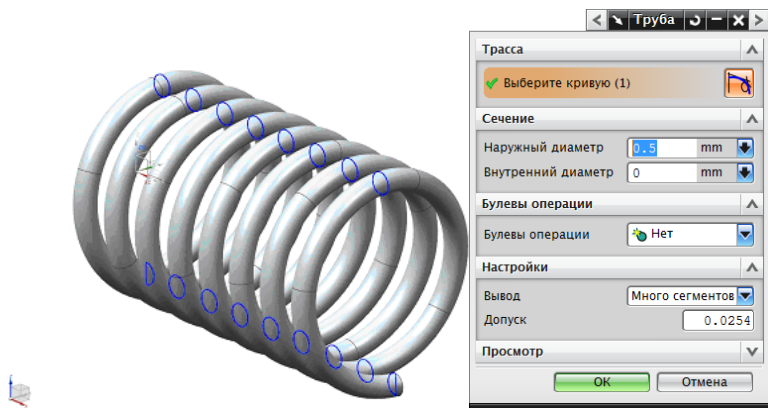 Труба
Трасса
Выберите кривую (1)
Сечение
Наружный диаметр 0.5 mm
Внутренний диаметр 0 mm
Булевы операции
Булевы операции Нет
Настройки
Вывод Много сегментов
Допуск 0.0254
Просмотр
OK Отмена